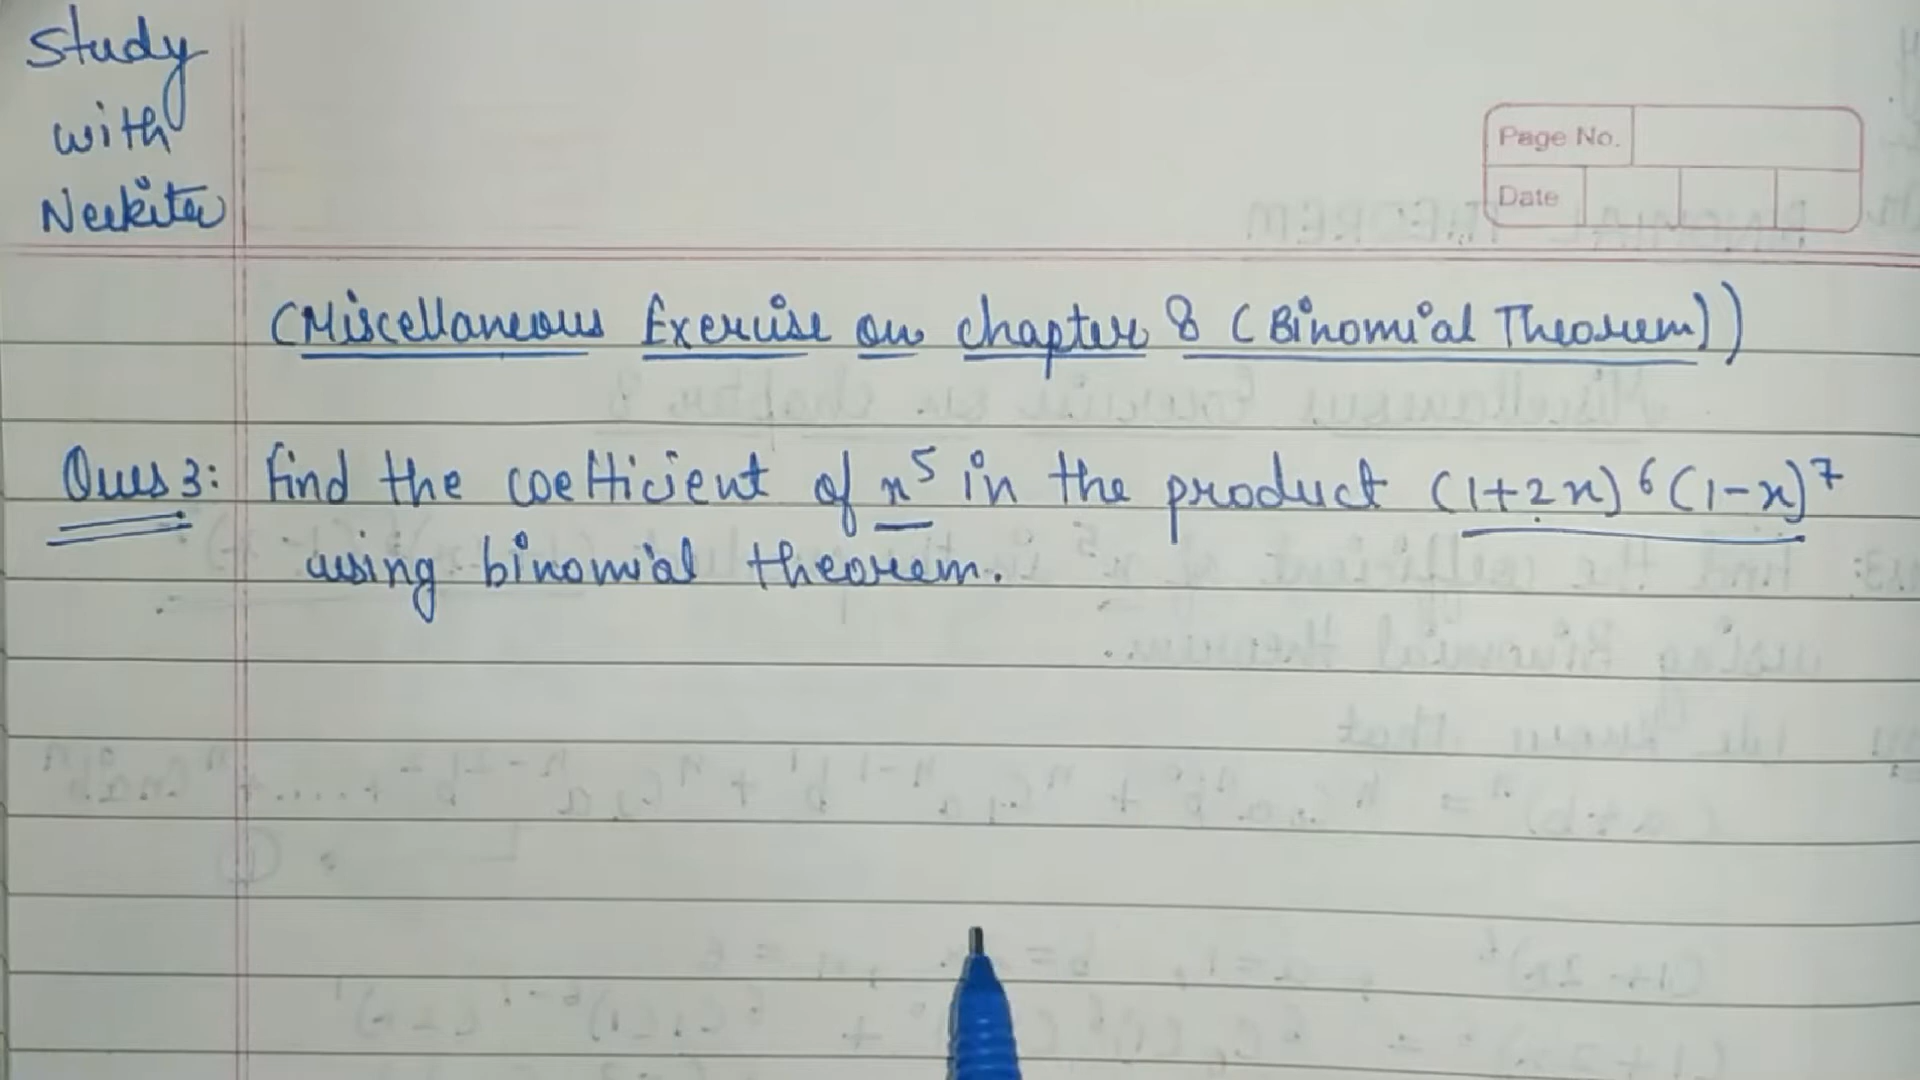 Study
with
Neekita
Page No.
Date
(Miscellaneous Exercise on chapter 8 (Binomial Theorem))
Ques 3: Find the coefficient of x⁵ in the product (1+2x)⁶(1-x)⁷
using binomial theorem.